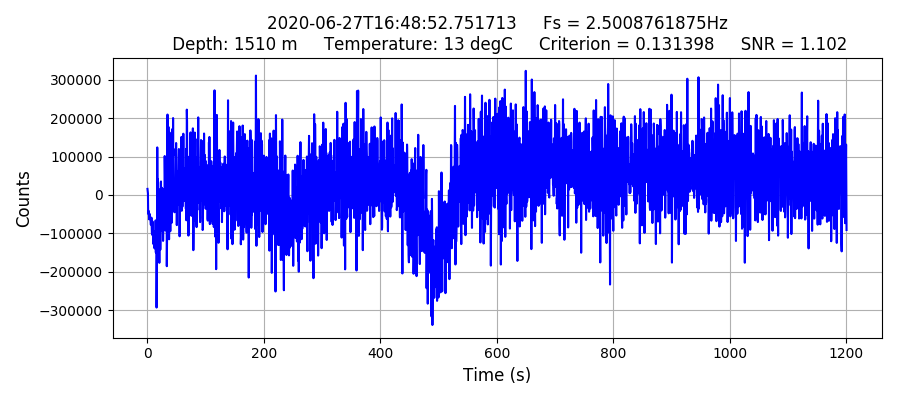 2020-06-27T16:48:52.751713 Fs = 2.5008761875Hz
Depth: 1510 m Temperature: 13 degC Criterion = 0.131398 SNR = 1.102
300000
200000
100000
0
−100000
−200000
−300000
Counts
0 200 400 600 800 1000 1200
Time (s)